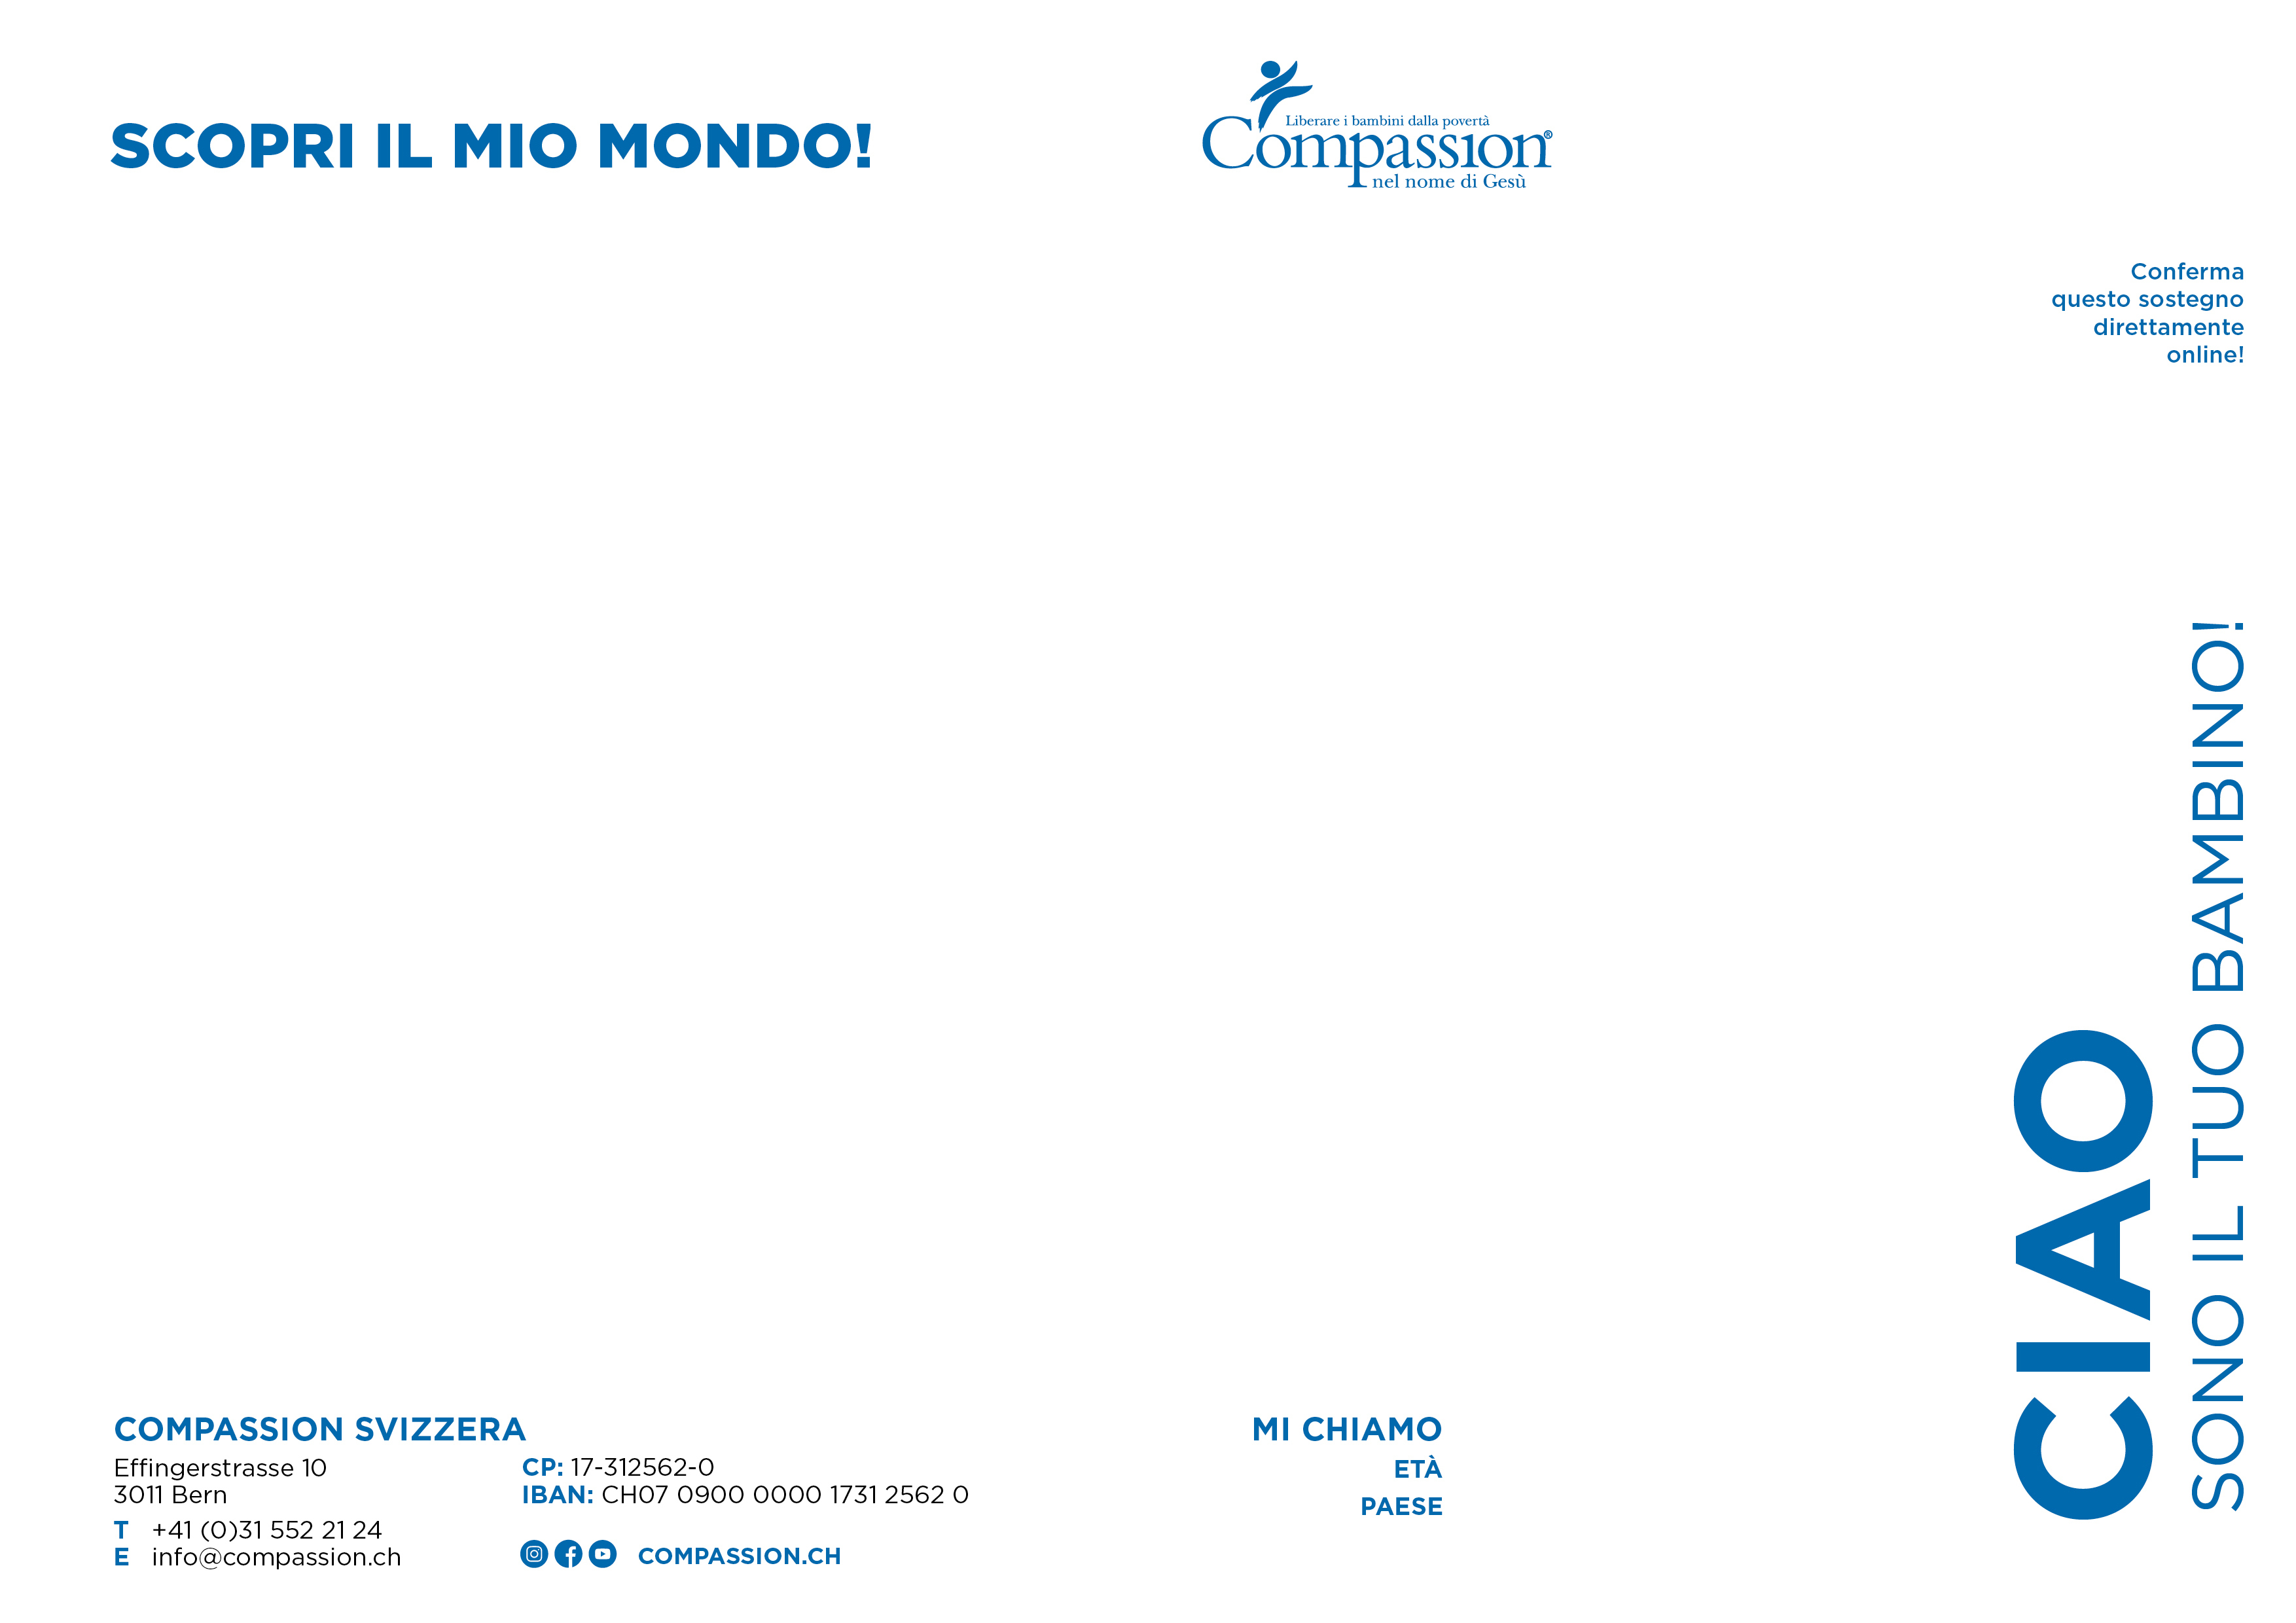 SCOPRI IL MIO MONDO!
Liberare i bambini dalla povertà
Compassion®
nel nome di Gesù
Conferma
questo sostegno
direttamente
online!
CIAO
SONO IL TUO BAMBINO!
COMPASSION SVIZZERA
Effingerstrasse 10
3011 Bern
T +41 (0)31 552 21 24
E info@compassion.ch
CP: 17-312562-0
IBAN: CH07 0900 0000 1731 2562 0
COMPASSION.CH
MI CHIAMO
ETÀ
PAESE